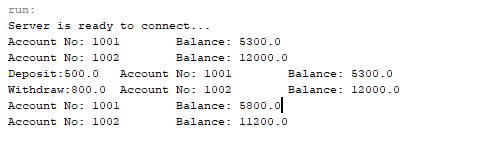 run:
Server is ready to connect...
Account No: 1001 Balance: 5300.0
Account No: 1002 Balance: 12000.0
Deposit:500.0 Account No: 1001 Balance: 5300.0
Withdraw:800.0 Account No: 1002 Balance: 12000.0
Account No: 1001 Balance: 5800.0
Account No: 1002 Balance: 11200.0